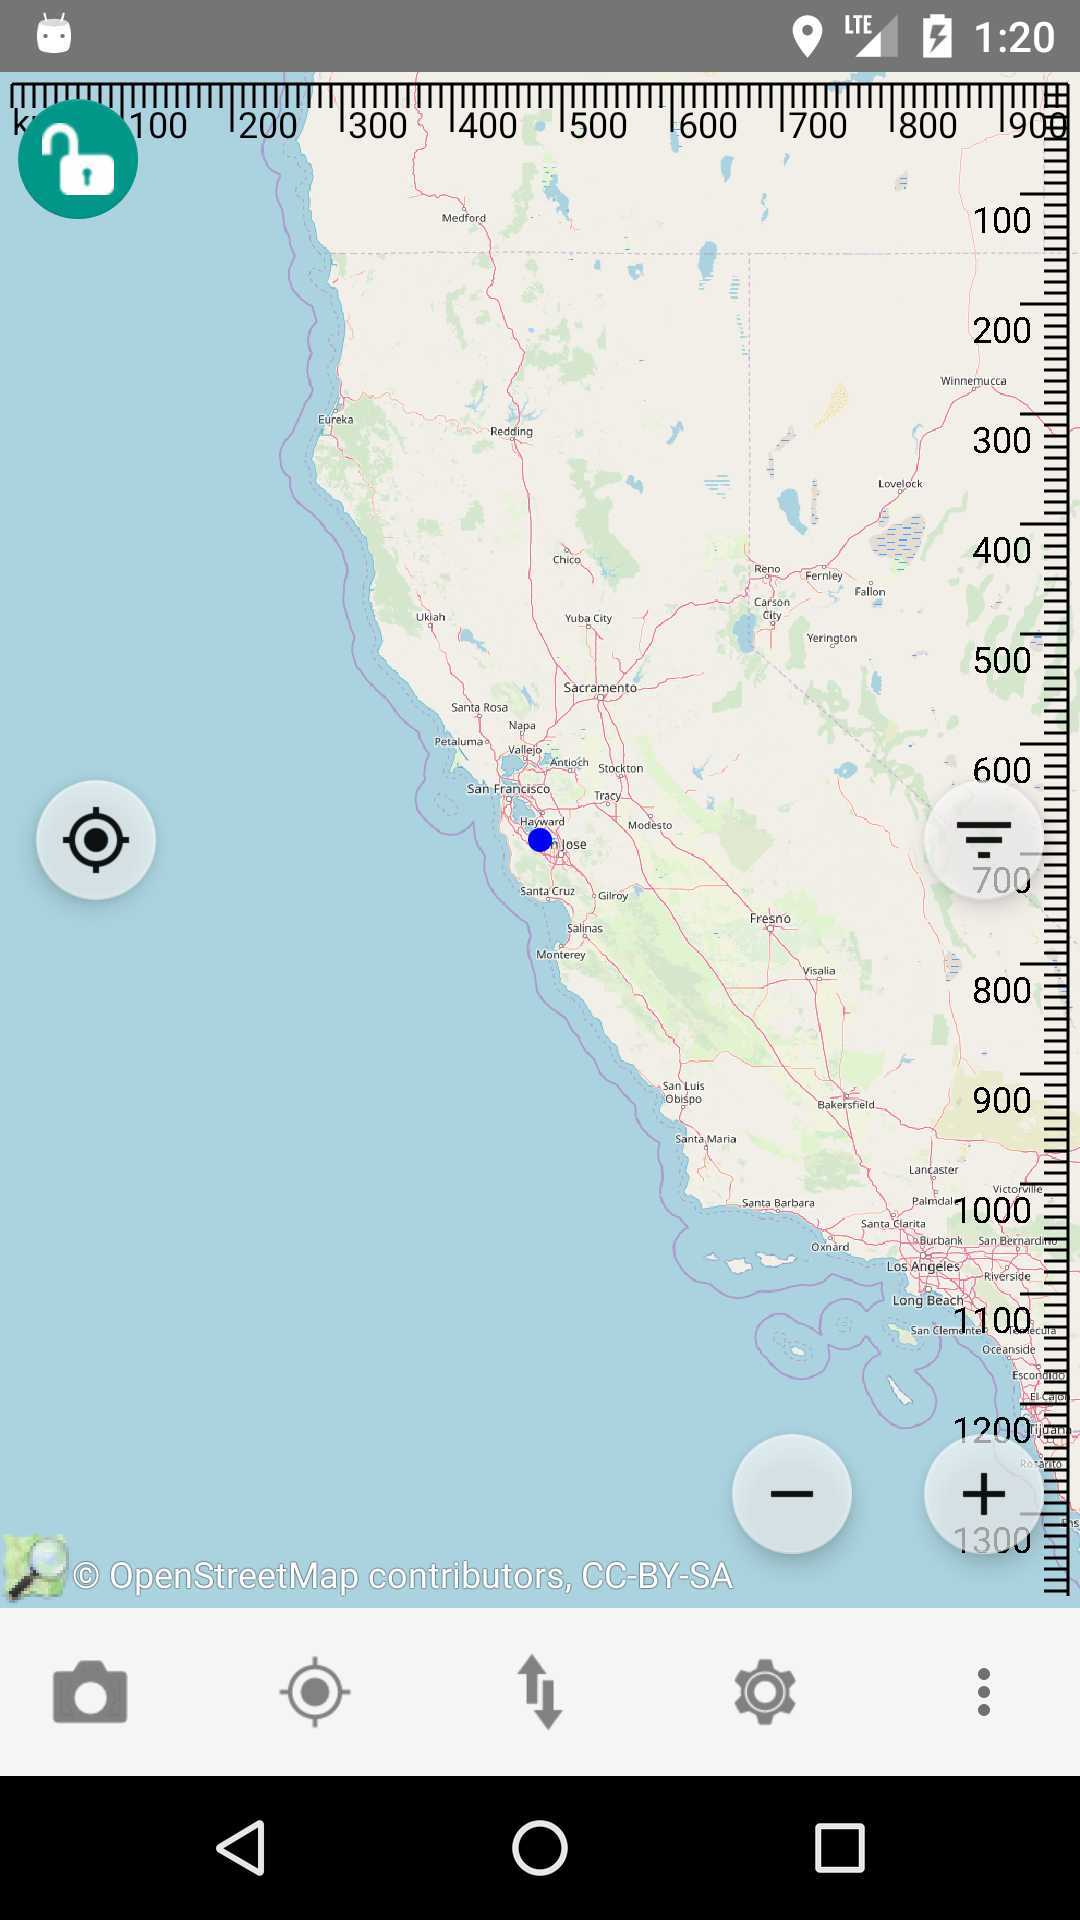 LTE 1:20
100 200 300 400 500 600 700 800 900
Medford
100
200
Winnemucca
Eureka
Redding
300
Lovelock
400
Chico
Reno
Fernley
Fallon
Carson
City
Ukiah
Yuba City
Yerington
500
Sacramento
Santa Rosa
Napa
Petaluma
Vallejo
Antioch
Stockton
600
San Francisco
Tracy
Hayward
Modesto
Jose
700
Santa Cruz
Gilroy
Fresno
Salinas
Monterey
Visalia
800
San Luis
Obispo
900
Bakersfield
Santa Maria
Lancaster
Victorville
Santa Barbara
Palmdale
1000
Santa Clarita
Oxnard
Burbank
San Bernardino
Los Angeles
Riverside
Long Beach
1100
San Clemente
Temecula
Oceanside
Escondido
El Cajon
1200
Tijuana
Rosarito
1300
© OpenStreetMap contributors, CC-BY-SA